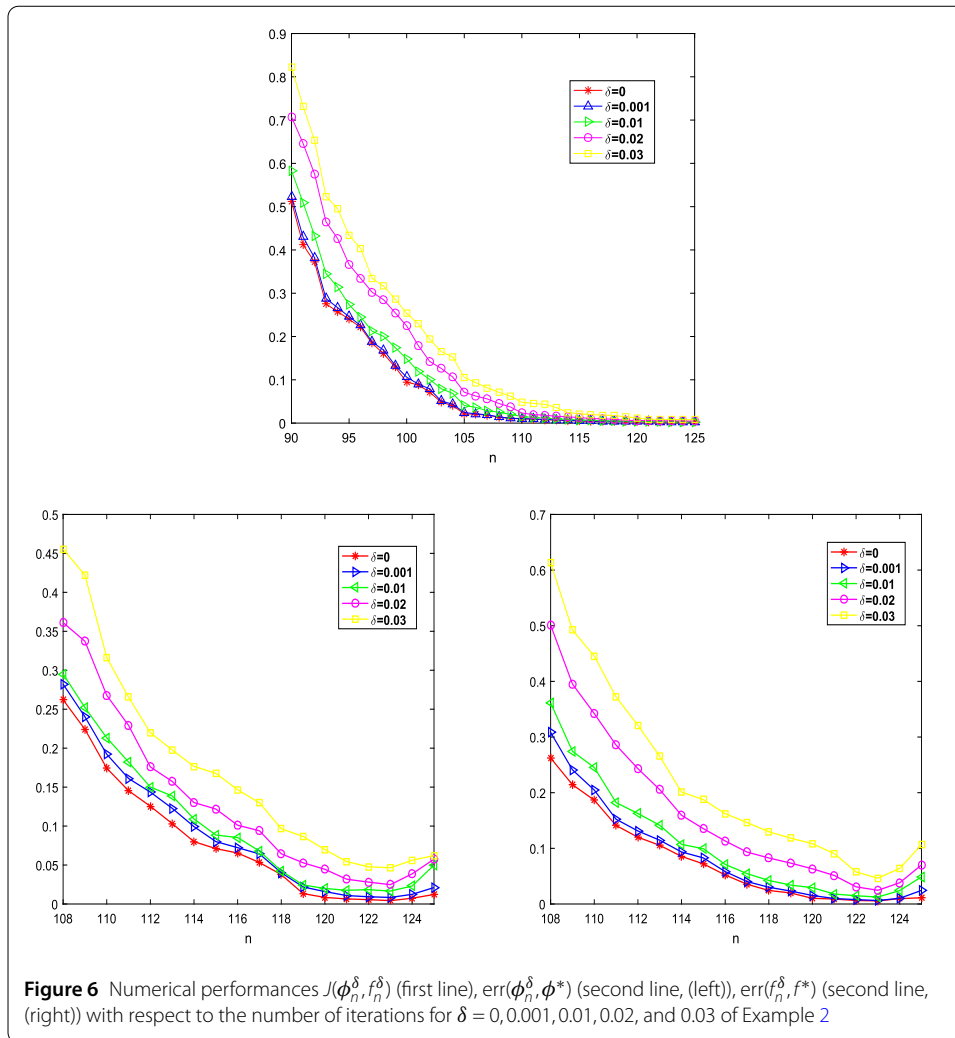 0.9
0.8
0.7
0.6
0.5
0.4
0.3
0.2
0.1
0
90 95 100 105 110 115 120 125
n
δ=0
δ=0.001
δ=0.01
δ=0.02
δ=0.03
0.5
0.45
0.4
0.35
0.3
0.25
0.2
0.15
0.1
0.05
0
108 110 112 114 116 118 120 122 124
n
δ=0
δ=0.001
δ=0.01
δ=0.02
δ=0.03
0.7
0.6
0.5
0.4
0.3
0.2
0.1
0
108 110 112 114 116 118 120 122 124
n
δ=0
δ=0.001
δ=0.01
δ=0.02
δ=0.03
Figure 6 Numerical performances J(ϕₙ^δ, fₙ^δ) (first line), err(ϕₙ^δ, ϕ*) (second line, (left)), err(fₙ^δ, f*) (second line,
(right)) with respect to the number of iterations for δ = 0, 0.001, 0.01, 0.02, and 0.03 of Example 2